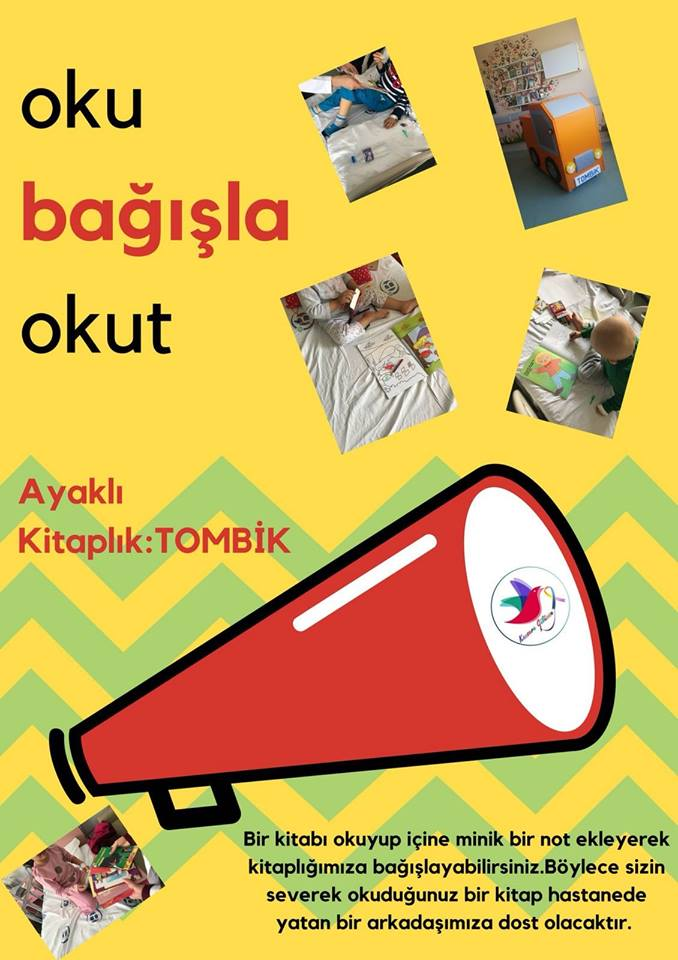 oku
bağışla
okut
TOMBİK
Ayaklı
Kitaplık:TOMBİK
Bir kitabı okuyup içine minik bir not ekleyerek
kitaplığımıza bağışlayabilirsiniz.Böylece sizin
severek okuduğunuz bir kitap hastanede
yatan bir arkadaşımıza dost olacaktır.